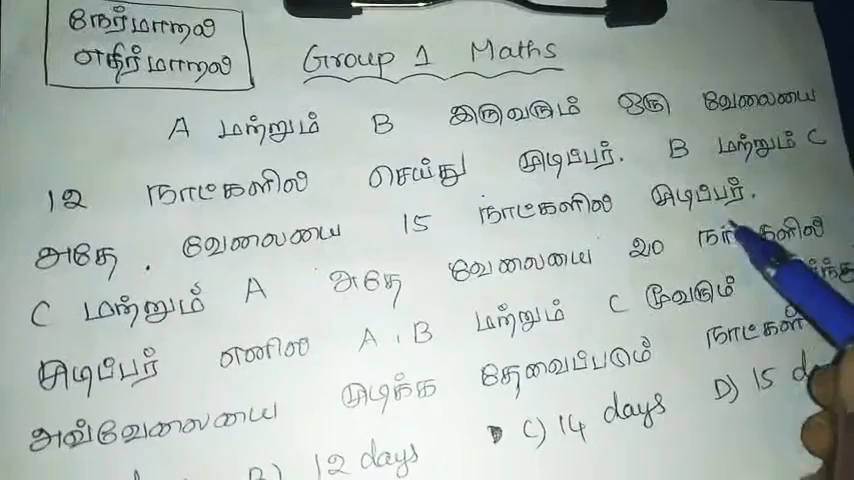 நேர்மாறல்
எதிர்மாறல்
Group 1 Maths
A மற்றும் B இருவரும் ஒரு வேலையை
12 நாட்களில் செய்து முடிப்பர். B மற்றும் C
அதே வேலையை 15 நாட்களில் முடிப்பர்.
C மற்றும் A அதே வேலையை 20
முடிப்பர் எனில் A, B மற்றும் C மூவரும்
அவ்வேலையை முடிக்க தேவைப்படும் நாட்கள்
B) 12 days C) 14 days D) 15